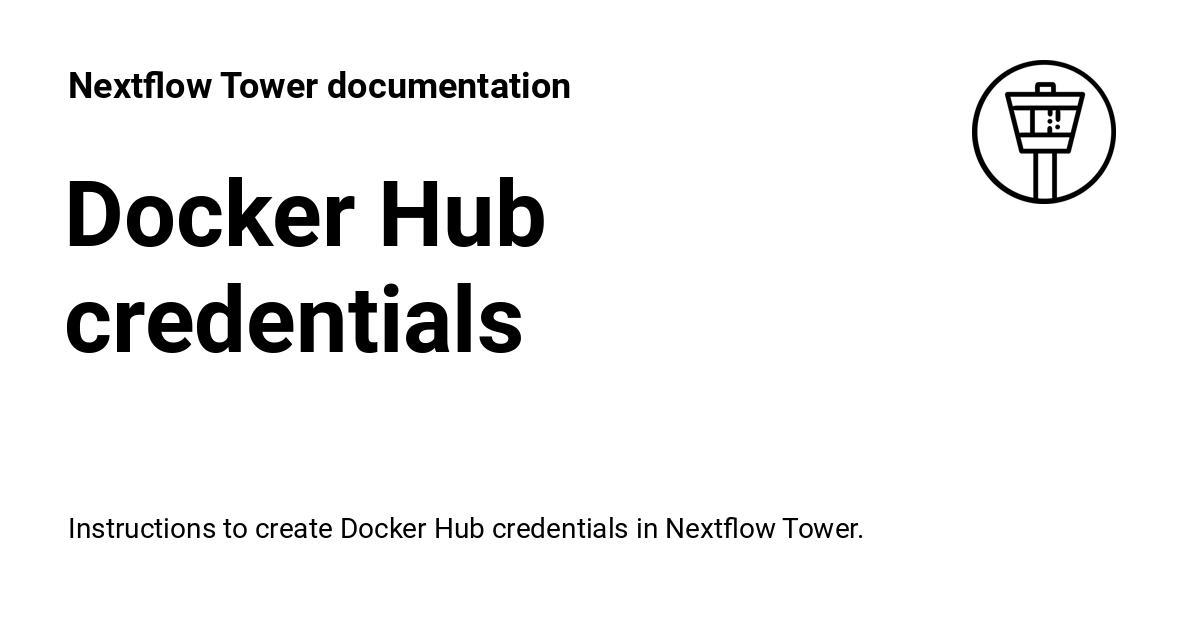 Nextflow Tower documentation
Docker Hub
credentials
Instructions to create Docker Hub credentials in Nextflow Tower.